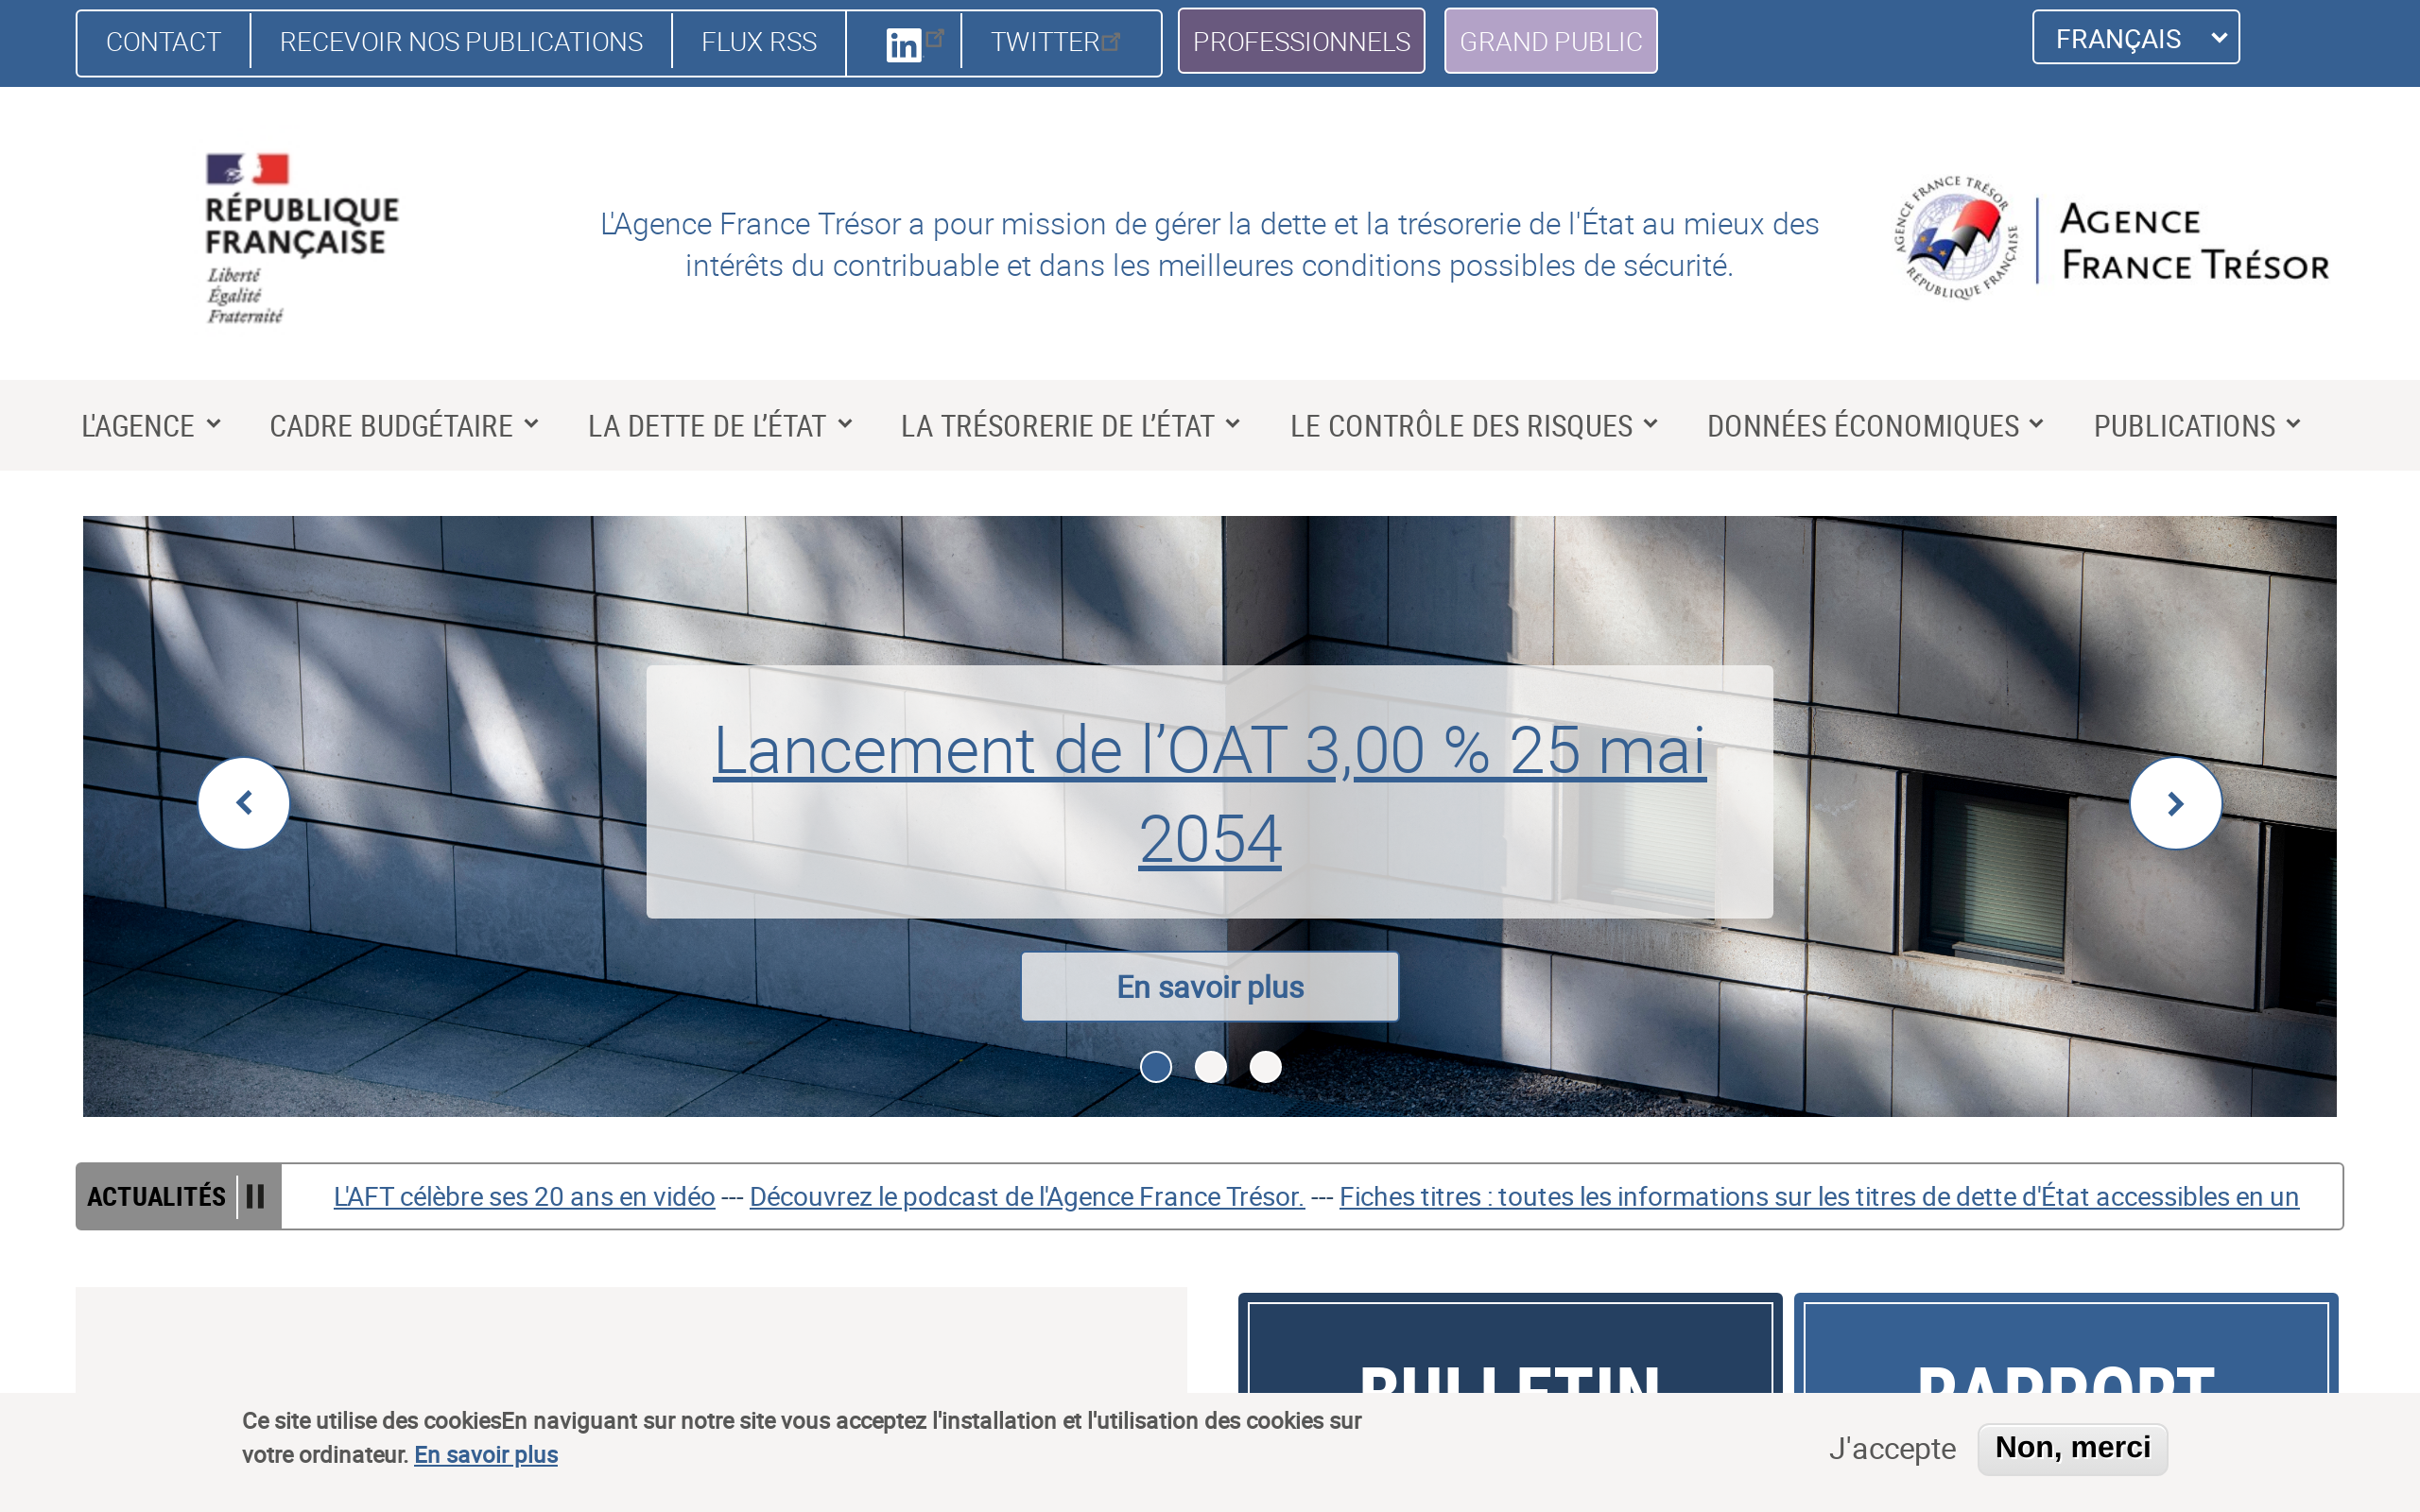 CONTACT
RECEVOIR NOS PUBLICATIONS
FLUX RSS
in
TWITTER
PROFESSIONNELS
GRAND PUBLIC
FRANÇAIS
RÉPUBLIQUE
FRANÇAISE
Liberté
Égalité
Fraternité
L'Agence France Trésor a pour mission de gérer la dette et la trésorerie de l'État au mieux des
intérêts du contribuable et dans les meilleures conditions possibles de sécurité.
AGENCE FRANCE TRÉSOR
RÉPUBLIQUE FRANÇAISE
AGENCE
FRANCE TRÉSOR
L'AGENCE
CADRE BUDGÉTAIRE
LA DETTE DE L’ÉTAT
LA TRÉSORERIE DE L’ÉTAT
LE CONTRÔLE DES RISQUES
DONNÉES ÉCONOMIQUES
PUBLICATIONS
Lancement de l’OAT 3,00 % 25 mai
2054
En savoir plus
ACTUALITÉS
L'AFT célèbre ses 20 ans en vidéo --- Découvrez le podcast de l'Agence France Trésor. --- Fiches titres : toutes les informations sur les titres de dette d'État accessibles en un
BULLETIN
RAPPORT
Ce site utilise des cookiesEn naviguant sur notre site vous acceptez l'installation et l'utilisation des cookies sur
votre ordinateur. En savoir plus
J'accepte
Non, merci